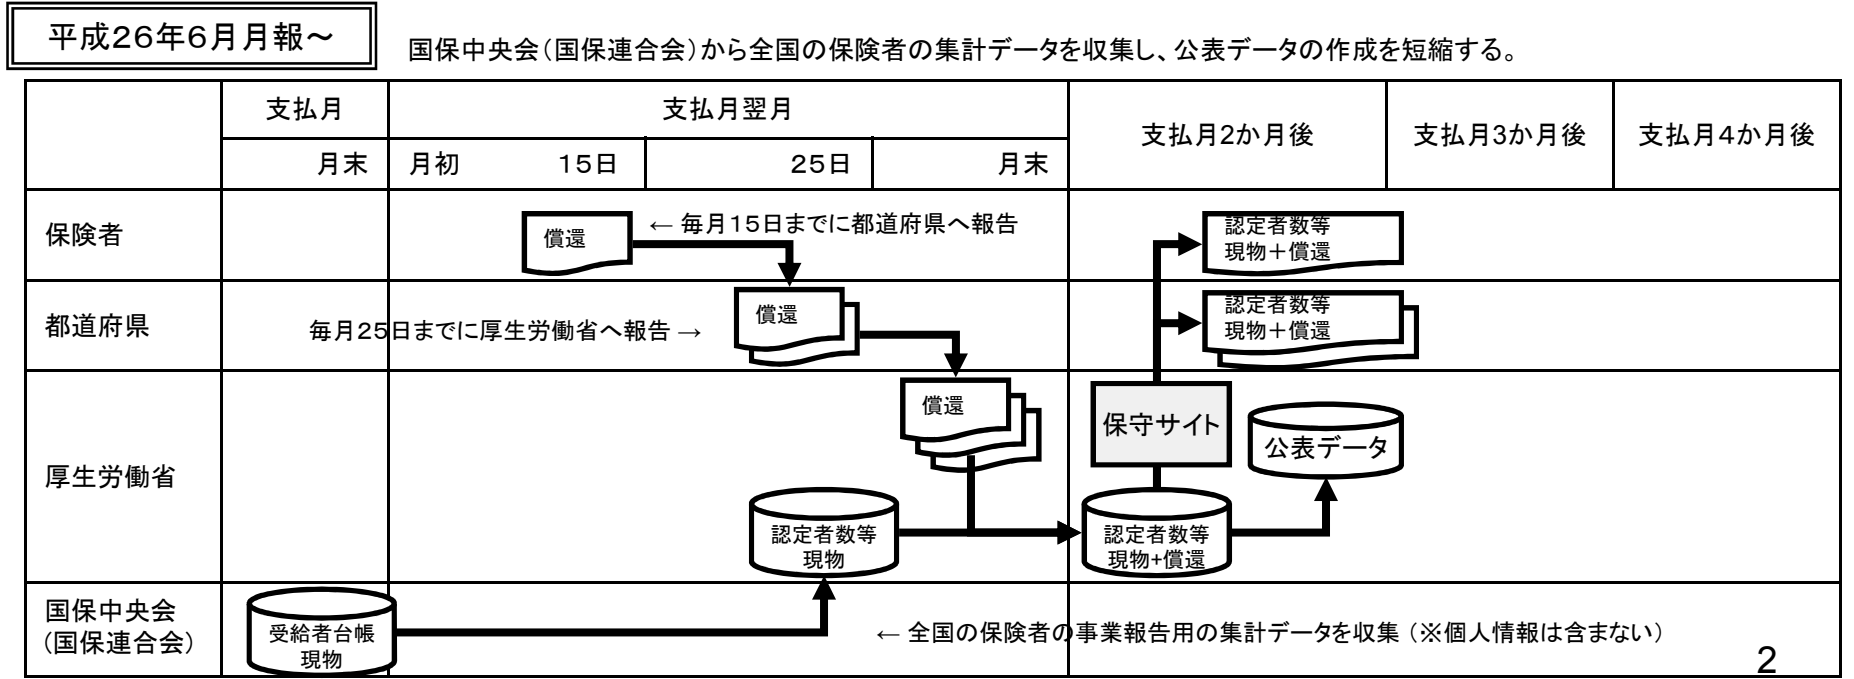 平成26年6月月報～
国保中央会（国保連合会）から全国の保険者の集計データを収集し、公表データの作成を短縮する。
支払月
支払月翌月
支払月2か月後
支払月3か月後
支払月4か月後
月末
月初
15日
25日
月末
保険者
償還
← 毎月15日までに都道府県へ報告
認定者数等
現物＋償還
都道府県
毎月25日までに厚生労働省へ報告 →
償還
認定者数等
現物＋償還
厚生労働省
償還
保守サイト
公表データ
認定者数等
現物
認定者数等
現物+償還
国保中央会
（国保連合会）
受給者台帳
現物
← 全国の保険者の事業報告用の集計データを収集（※個人情報は含まない）
2